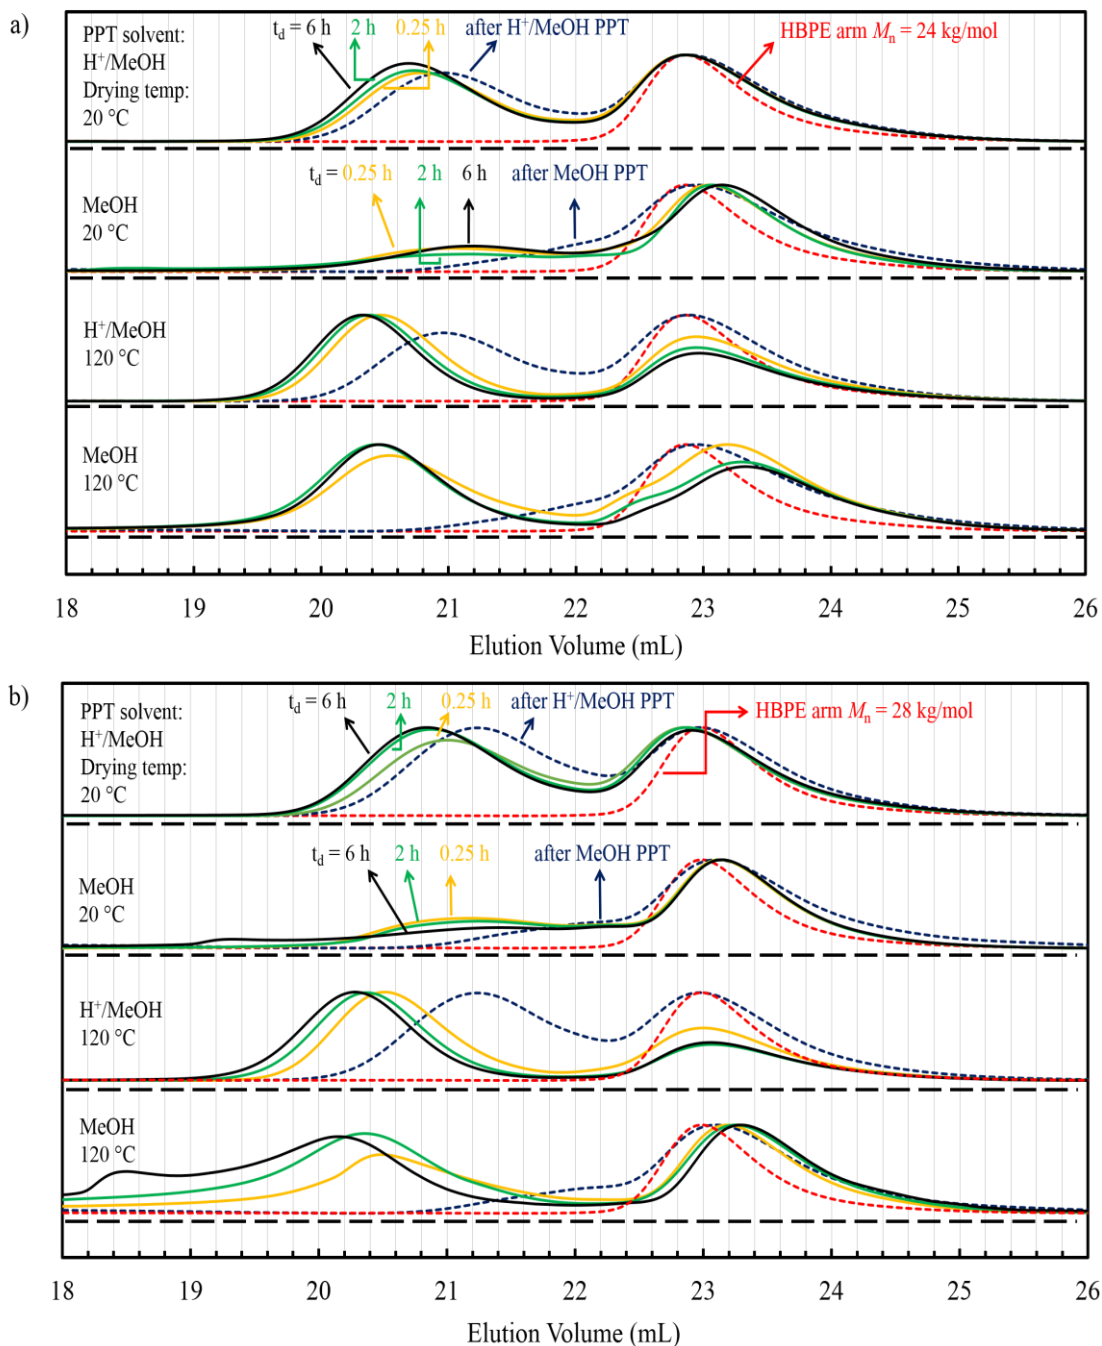 a)
PPT solvent:
H⁺/MeOH
Drying temp:
20 °C
t_d = 6 h 2 h 0.25 h after H⁺/MeOH PPT HBPE arm Mₙ = 24 kg/mol
MeOH
20 °C
t_d = 0.25 h 2 h 6 h after MeOH PPT
H⁺/MeOH
120 °C
MeOH
120 °C
18 19 20 21 22 23 24 25 26
Elution Volume (mL)
b)
PPT solvent:
H⁺/MeOH
Drying temp:
20 °C
t_d = 6 h 2 h 0.25 h after H⁺/MeOH PPT HBPE arm Mₙ = 28 kg/mol
MeOH
20 °C
t_d = 6 h 2 h 0.25 h after MeOH PPT
H⁺/MeOH
120 °C
MeOH
120 °C
18 19 20 21 22 23 24 25 26
Elution Volume (mL)